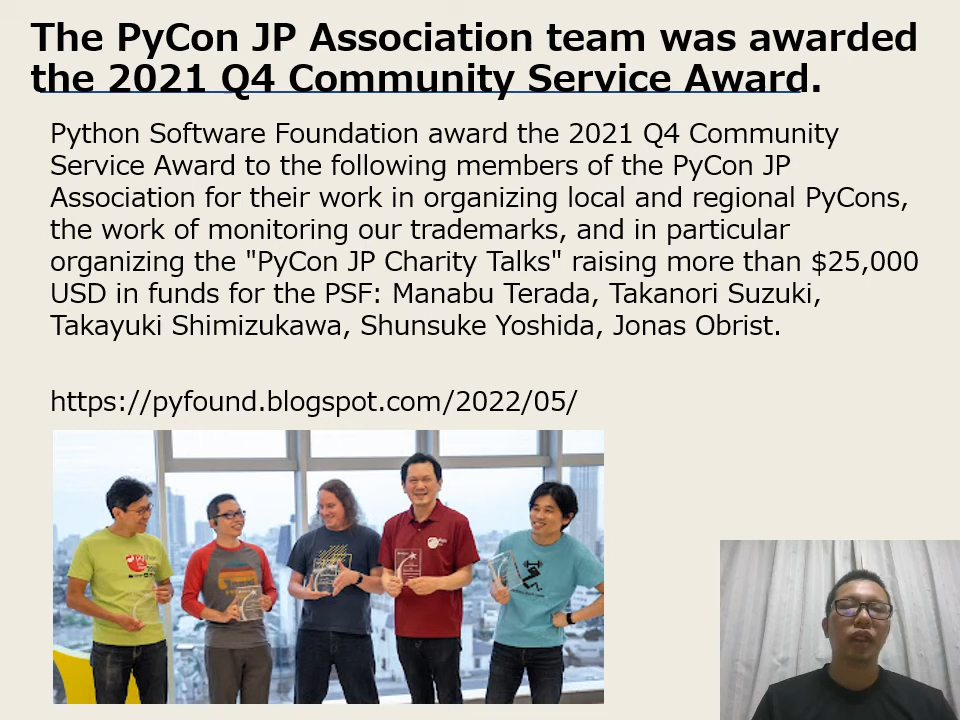 The PyCon JP Association team was awarded
the 2021 Q4 Community Service Award.
Python Software Foundation award the 2021 Q4 Community
Service Award to the following members of the PyCon JP
Association for their work in organizing local and regional PyCons,
the work of monitoring our trademarks, and in particular
organizing the "PyCon JP Charity Talks" raising more than $25,000
USD in funds for the PSF: Manabu Terada, Takanori Suzuki,
Takayuki Shimizukawa, Shunsuke Yoshida, Jonas Obrist.
https://pyfound.blogspot.com/2022/05/